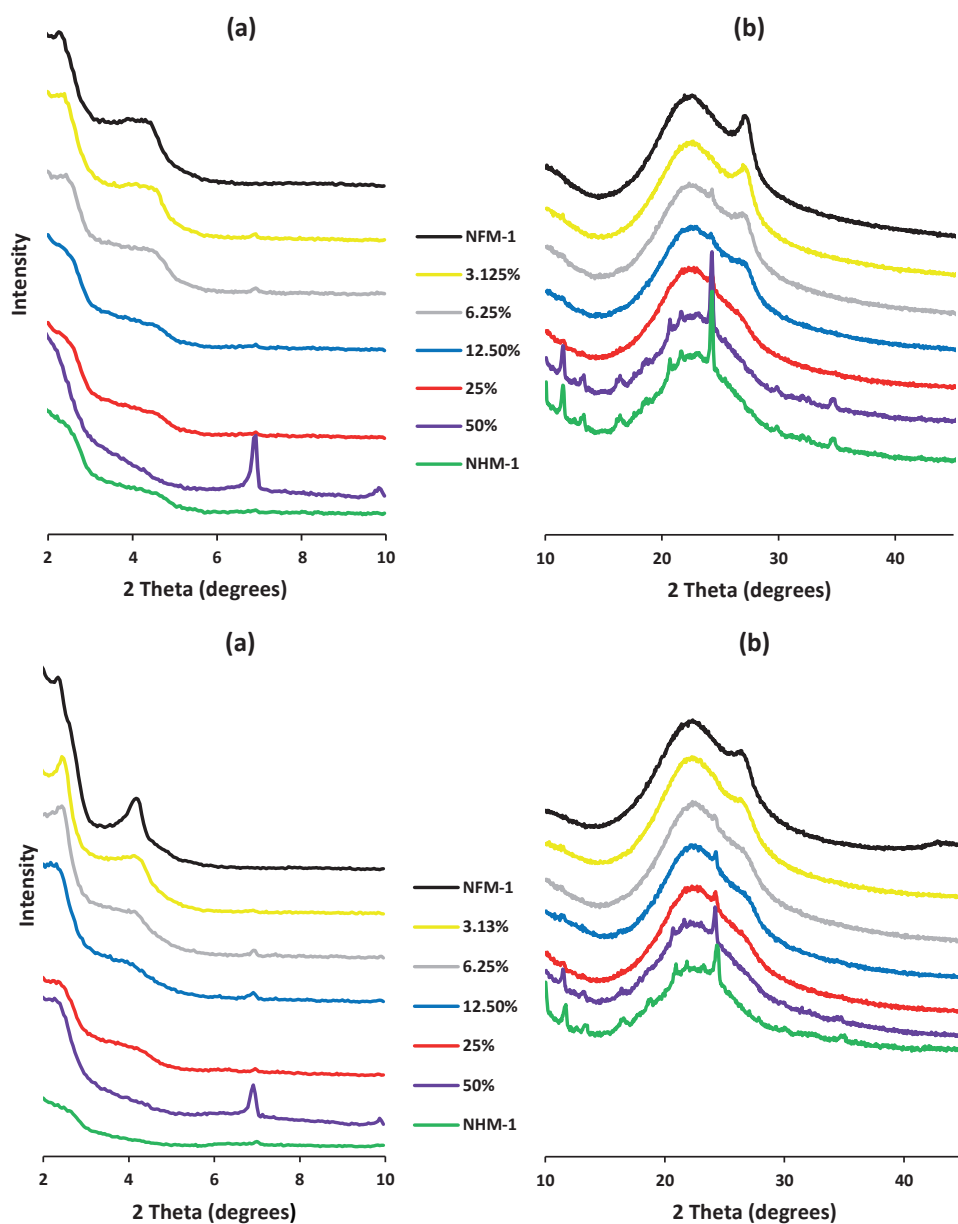 (a)
(b)
Intensity
NFM-1
3.125%
6.25%
12.50%
25%
50%
NHM-1
2 4 6 8 10
10 20 30 40
2 Theta (degrees)
2 Theta (degrees)
(a)
(b)
Intensity
NFM-1
3.13%
6.25%
12.50%
25%
50%
NHM-1
2 4 6 8 10
10 20 30 40
2 Theta (degrees)
2 Theta (degrees)